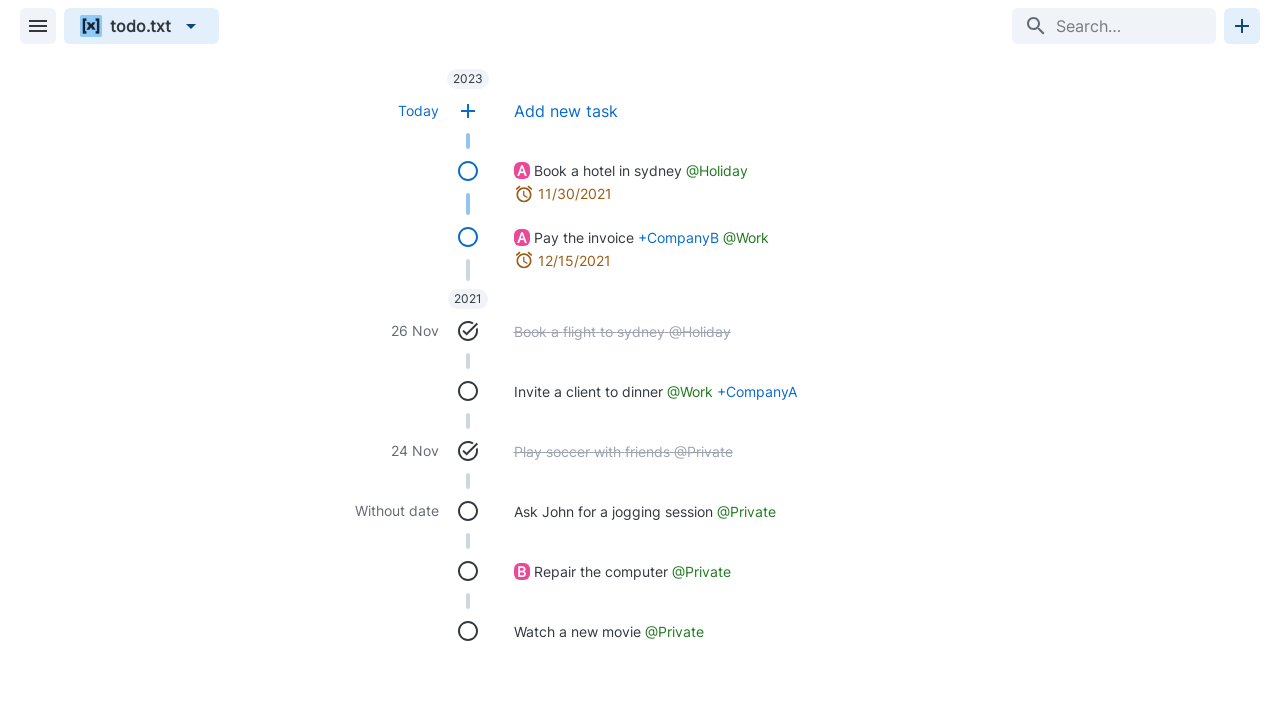 [x] todo.txt
Search…
2023
Today
Add new task
A Book a hotel in sydney @Holiday
11/30/2021
A Pay the invoice +CompanyB @Work
12/15/2021
2021
26 Nov
Book a flight to sydney @Holiday
Invite a client to dinner @Work +CompanyA
24 Nov
Play soccer with friends @Private
Without date
Ask John for a jogging session @Private
B Repair the computer @Private
Watch a new movie @Private